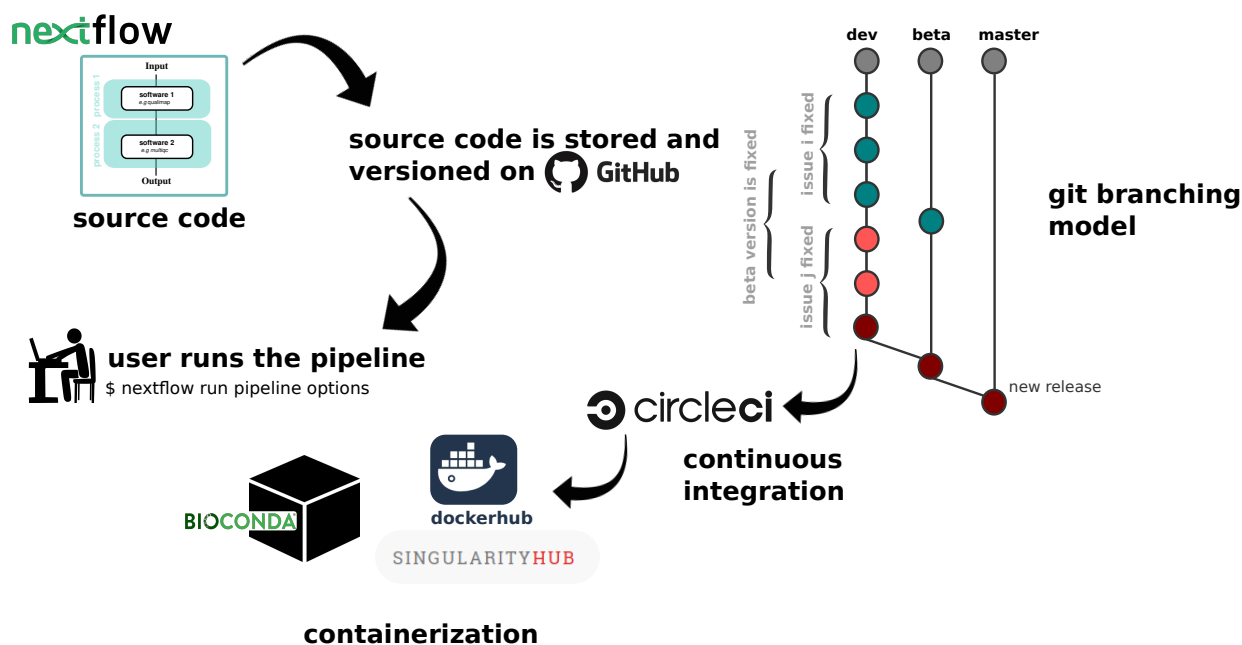 nextflow
Input
process 1
software 1
e.g qualimap
process 2
software 2
e.g multiqc
Output
source code
source code is stored and
versioned on GitHub
user runs the pipeline
$ nextflow run pipeline options
dev
beta
master
issue i fixed
beta version is fixed
issue j fixed
new release
git branching
model
circleci
continuous
integration
dockerhub
SINGULARITYHUB
BIOCONDA
containerization